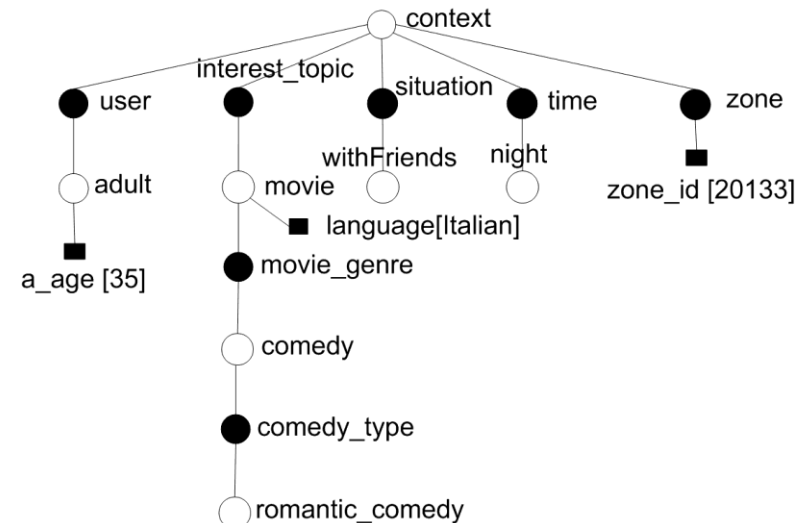 context
interest_topic
user
situation
time
zone
withFriends
night
adult
movie
zone_id [20133]
language[Italian]
movie_genre
a_age [35]
comedy
comedy_type
romantic_comedy